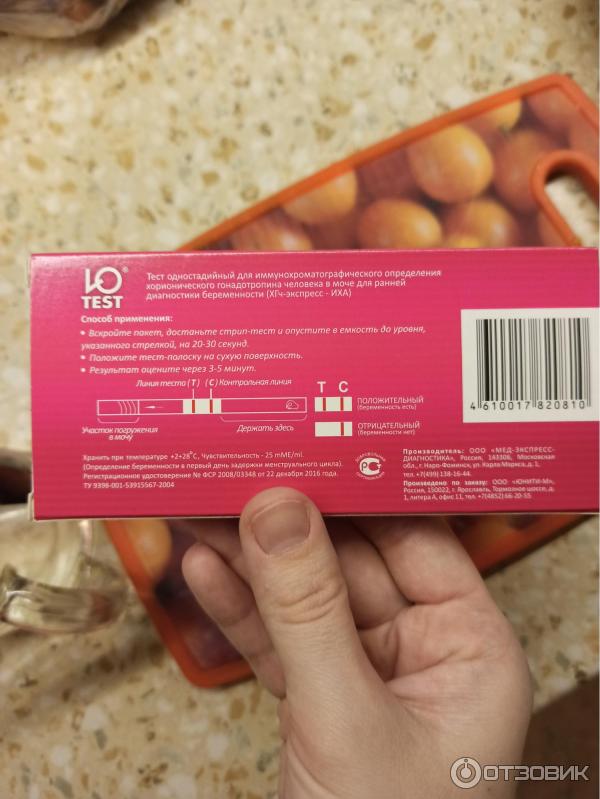 Ю®
TEST
Тест одностадийный для иммунохроматографического определения
хорионического гонадотропина человека в моче для ранней
диагностики беременности (ХГч-экспресс - ИХА)
Способ применения:
• Вскройте пакет, достаньте стрип-тест и опустите в емкость до уровня,
указанного стрелкой, на 20-30 секунд.
• Положите тест-полоску на сухую поверхность.
• Результат оцените через 3-5 минут.
Линия теста (T) (C) Контрольная линия
Участок погружения
в мочу
Держать здесь
T C
ПОЛОЖИТЕЛЬНЫЙ
(беременность есть)
ОТРИЦАТЕЛЬНЫЙ
(беременности нет)
4 610017 820810
Хранить при температуре +2+28°С, Чувствительность - 25 mME/ml.
(Определение беременности в первый день задержки менструального цикла).
Регистрационное удостоверение № ФСР 2008/03348 от 22 декабря 2016 года.
ТУ 9398-001-53915567-2004
Производитель: ООО «МЕД-ЭКСПРЕСС-
ДИАГНОСТИКА», Россия, 143306, Московская
обл., г. Наро-Фоминск, ул. Карла Маркса, д. 1,
тел. +7(499) 138-16-44.
Произведено по заказу: ООО «ЮНИТИ-М»,
Россия, 150022, г. Ярославль, Тормозное шоссе, д.
1, литера А, офис 11, тел +7(4852) 66-20-55
ОТЗОВИК